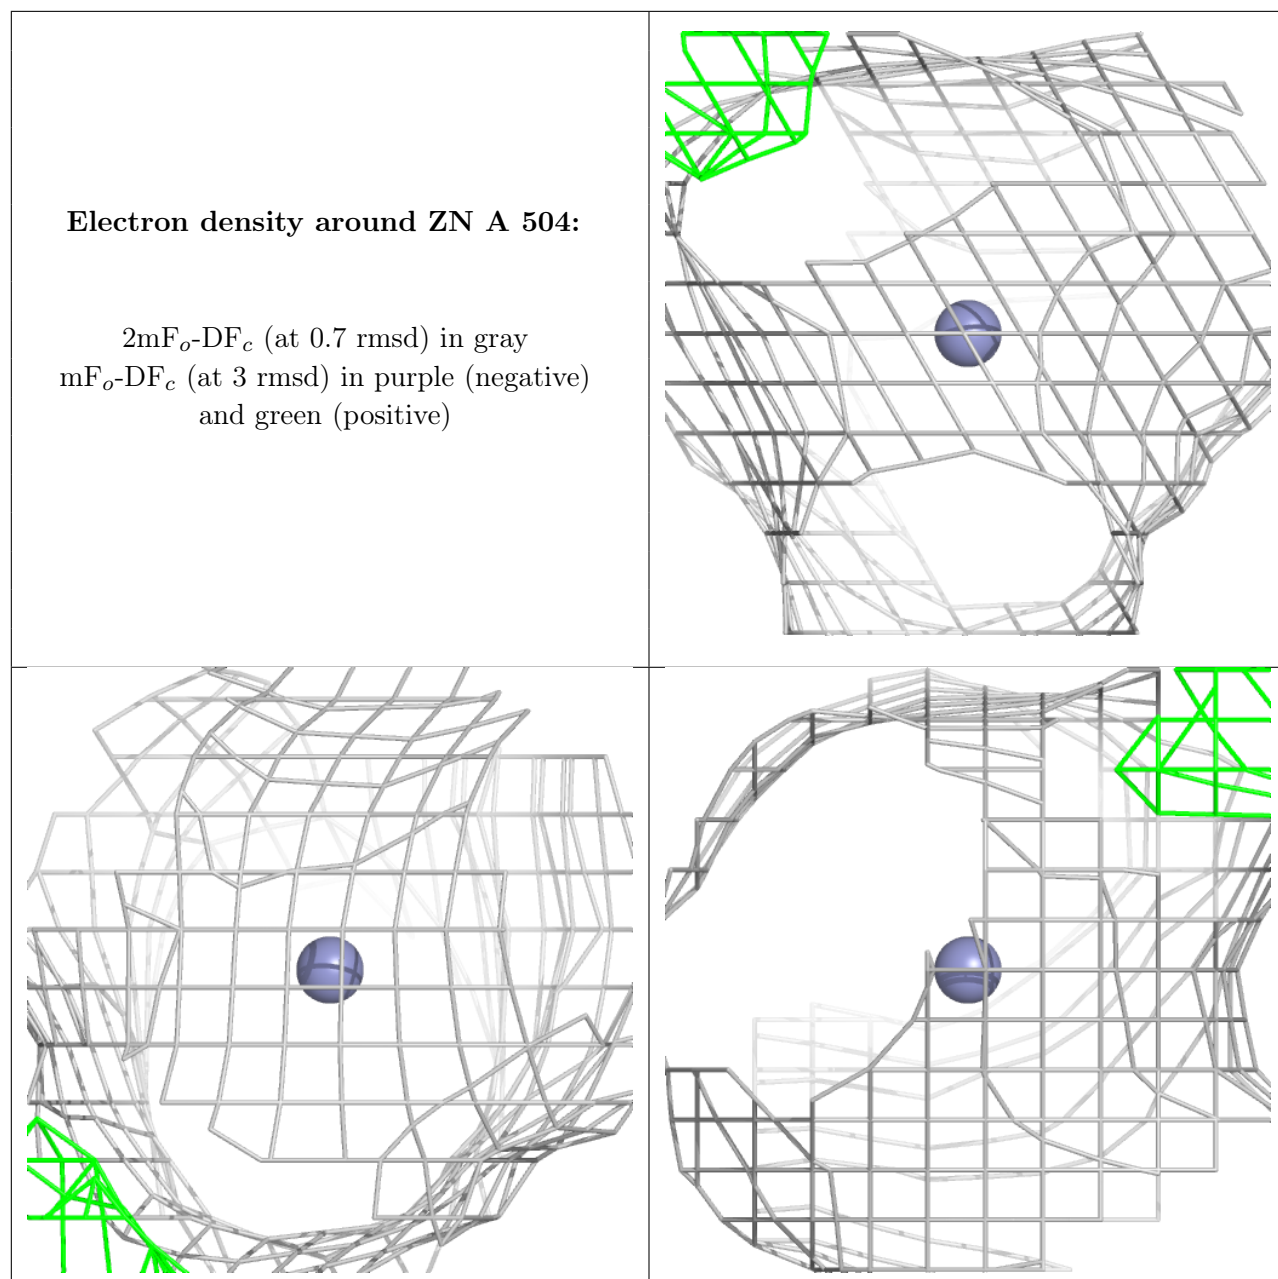 Electron density around ZN A 504:
2mFo-DFc (at 0.7 rmsd) in gray
mFo-DFc (at 3 rmsd) in purple (negative)
and green (positive)